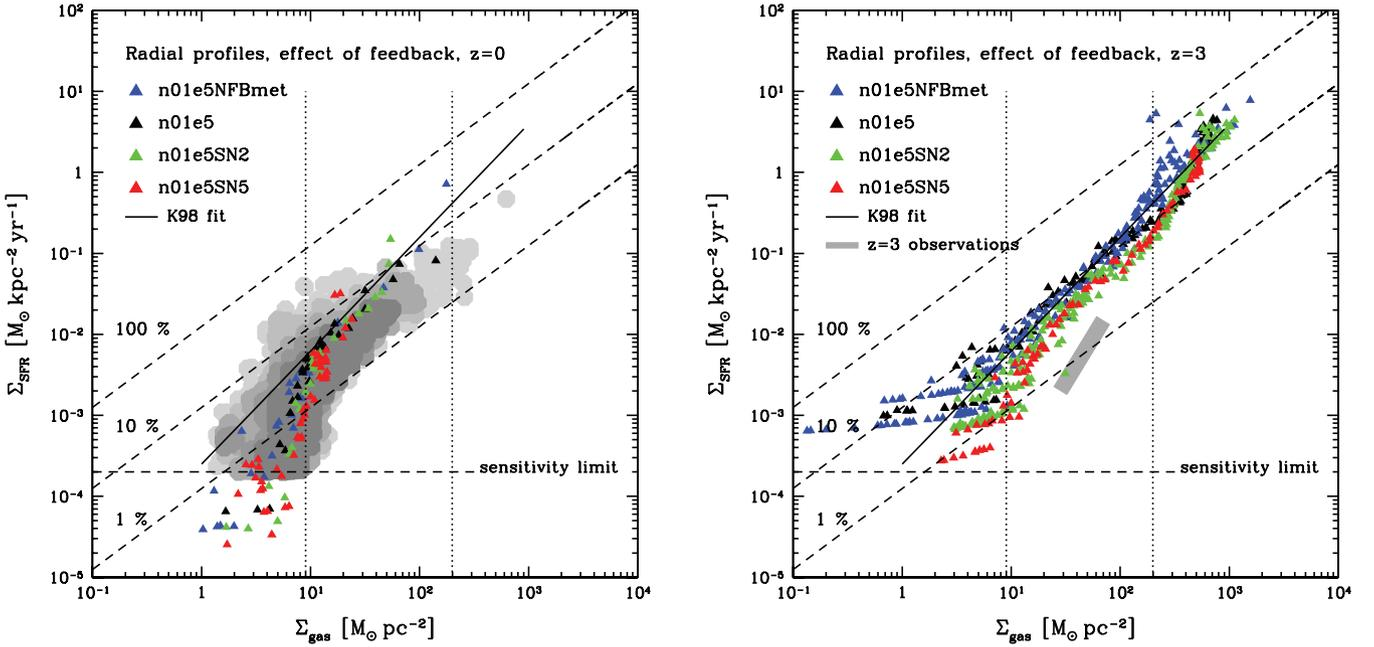 Radial profiles, effect of feedback, z=0
n01e5NFBmet
n01e5
n01e5SN2
n01e5SN5
K98 fit
100 %
10 %
1 %
sensitivity limit
10²
10¹
1
10⁻¹
10⁻²
10⁻³
10⁻⁴
10⁻⁵
10⁻¹ 1 10¹ 10² 10³ 10⁴
Σ_SFR [M⊙ kpc⁻² yr⁻¹]
Σ_gas [M⊙ pc⁻²]
Radial profiles, effect of feedback, z=3
n01e5NFBmet
n01e5
n01e5SN2
n01e5SN5
K98 fit
z=3 observations
100 %
10 %
1 %
sensitivity limit
10²
10¹
1
10⁻¹
10⁻²
10⁻³
10⁻⁴
10⁻⁵
10⁻¹ 1 10¹ 10² 10³ 10⁴
Σ_SFR [M⊙ kpc⁻² yr⁻¹]
Σ_gas [M⊙ pc⁻²]